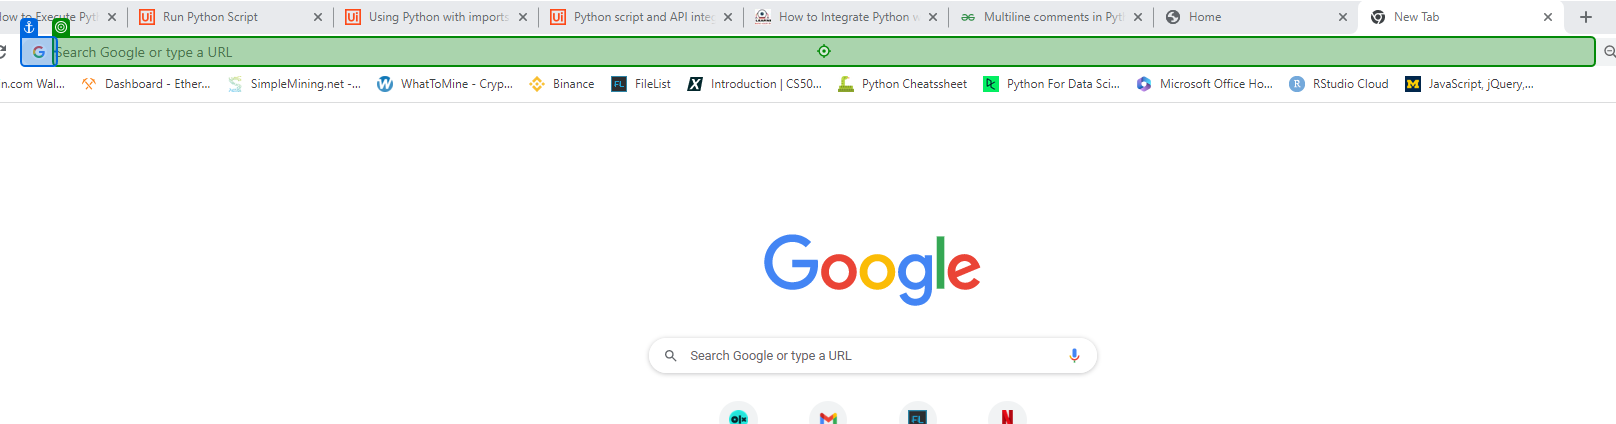 ow to Execute Pyt Run Python Script Using Python with imports Python script and API inte How to Integrate Python w Multiline comments in Pyt Home New Tab
Search Google or type a URL
n.com Wal... Dashboard - Ether... SimpleMining.net -... WhatToMine - Cryp... Binance FileList Introduction | CS50... Python Cheatssheet Python For Data Sci... Microsoft Office Ho... RStudio Cloud JavaScript, jQuery,...
Google
Search Google or type a URL